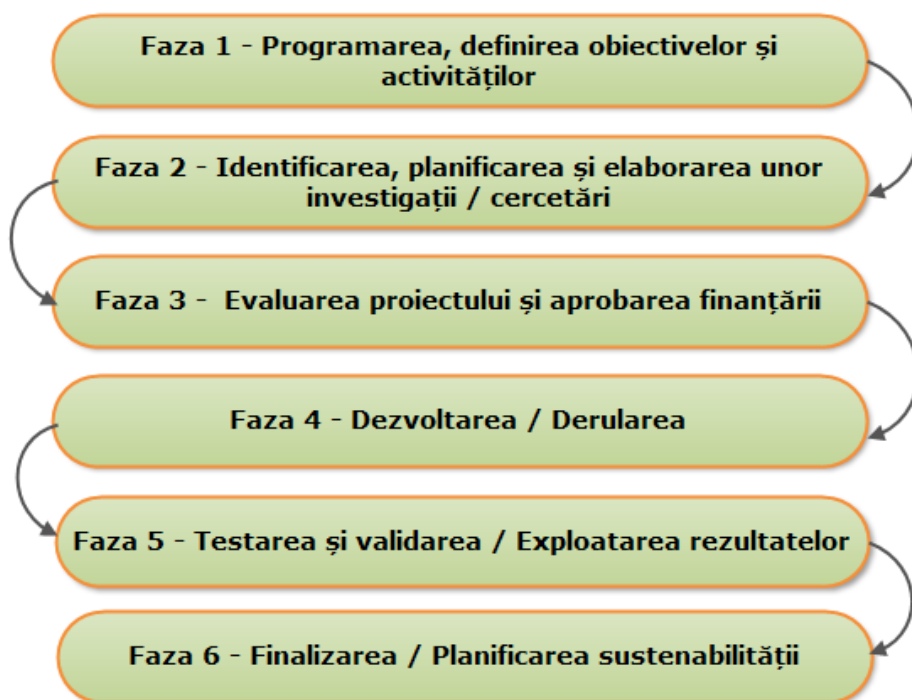 Faza 1 - Programarea, definirea obiectivelor și
activităților
Faza 2 - Identificarea, planificarea și elaborarea unor
investigații / cercetări
Faza 3 -  Evaluarea proiectului și aprobarea finanțării
Faza 4 - Dezvoltarea / Derularea
Faza 5 - Testarea și validarea / Exploatarea rezultatelor
Faza 6 - Finalizarea / Planificarea sustenabilității